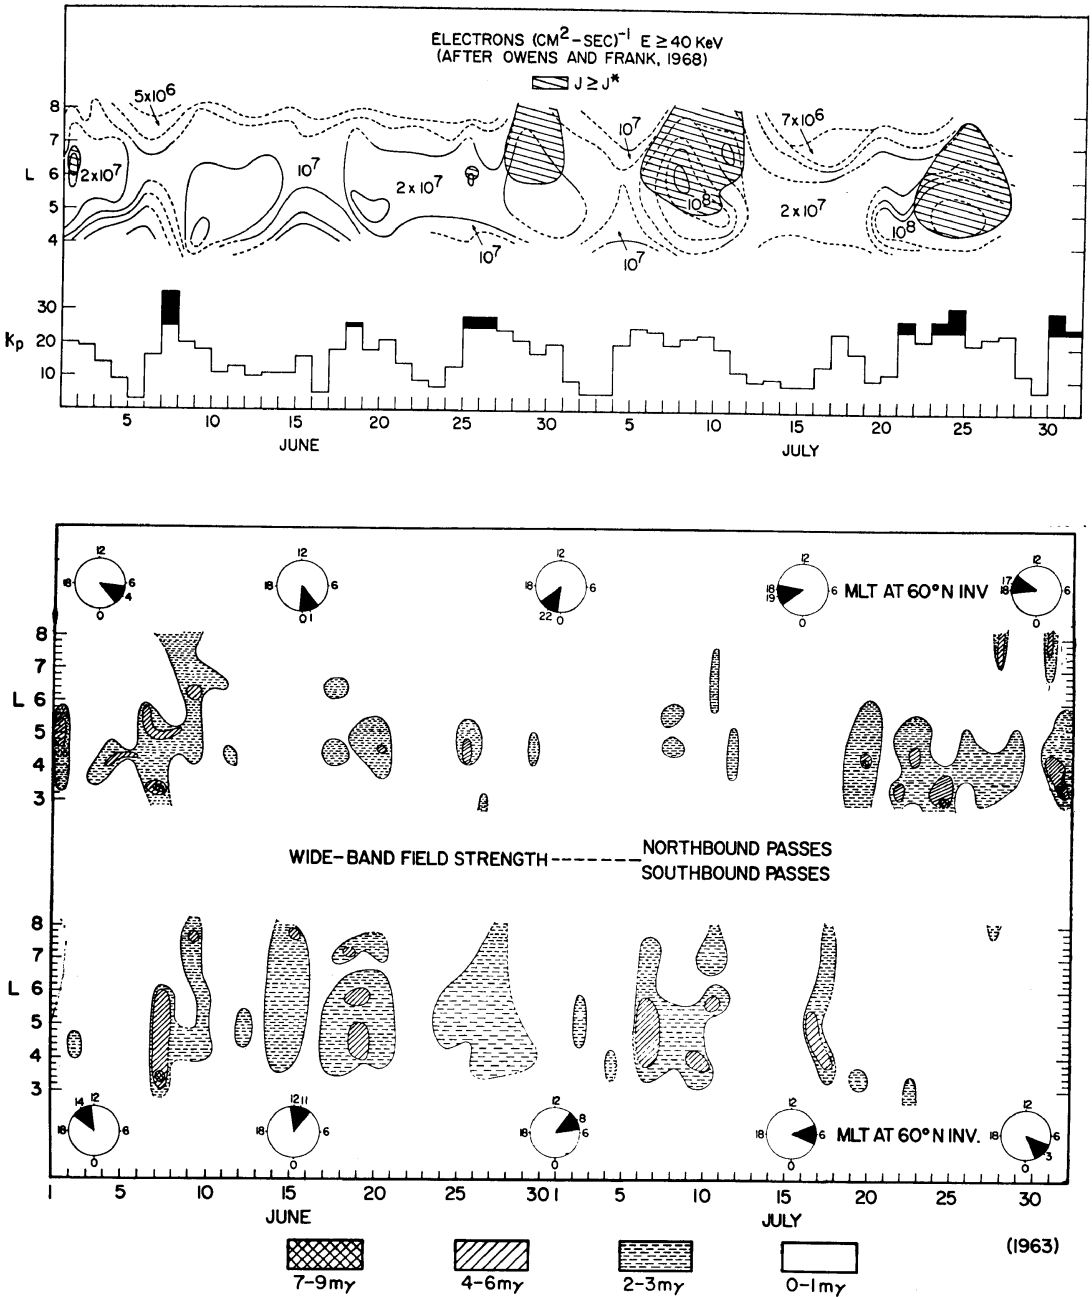 ELECTRONS (CM²-SEC)⁻¹ E ≥ 40 KeV
(AFTER OWENS AND FRANK, 1968)
J ≥ J*
5x10⁶
8
7
L 6
5
4
2x10⁷
10⁷
2x10⁷
10⁷
10⁷
10⁷
10⁸
7x10⁶
2x10⁷
10⁸
30
Kp 20
10
5 10 15 20 25 30 5 10 15 20 25 30
JUNE JULY
12 12 12 12 12
18 6 4 0
18 6 0 1
18 6 22 0
18 19 6 0
MLT AT 60° N INV
17 18 6 0
8
7
L 6
5
4
3
WIDE-BAND FIELD STRENGTH ------ NORTHBOUND PASSES
SOUTHBOUND PASSES
8
7
L 6
5
4
3
14 12 18 6 0
12 11 18 6 0
12 8 18 6 0
12 18 6 0
MLT AT 60° N INV.
12 18 6 3 0
1 5 10 15 20 25 30 1 5 10 15 20 25 30
JUNE JULY
(1963)
7-9mγ 4-6mγ 2-3mγ 0-1mγ